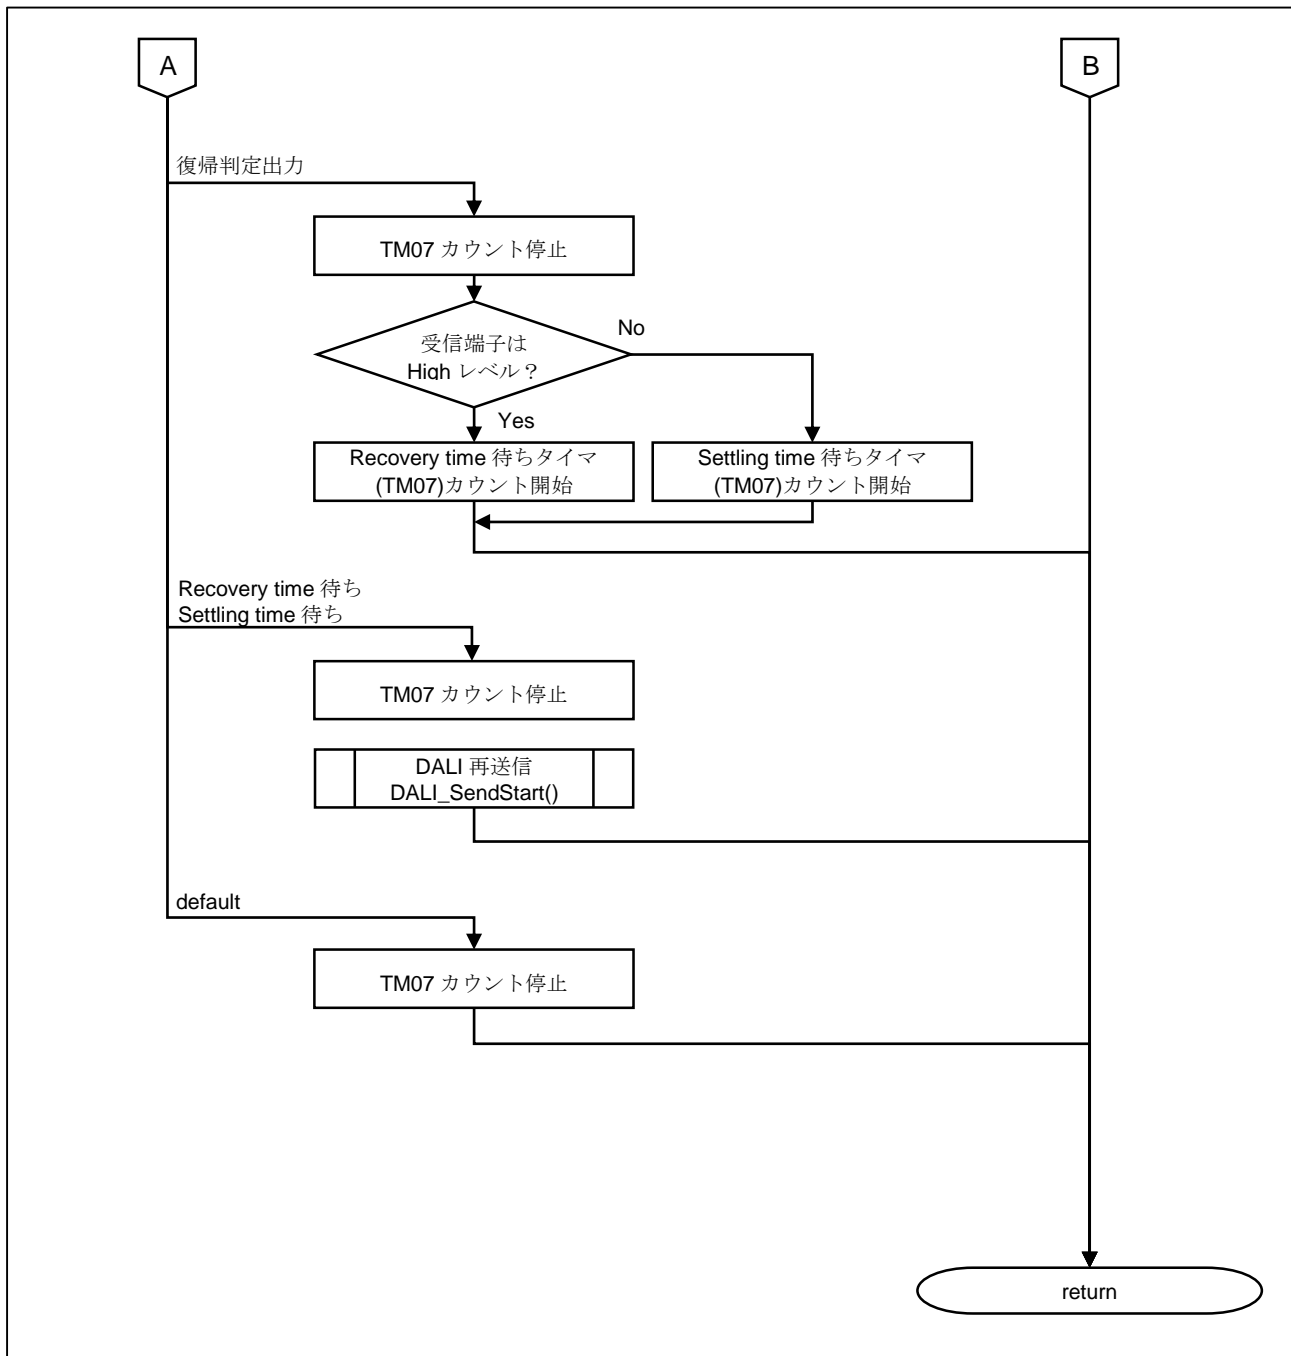 A
B
復帰判定出力
TM07 カウント停止
受信端子は
High レベル？
No
Yes
Recovery time 待ちタイマ
(TM07)カウント開始
Settling time 待ちタイマ
(TM07)カウント開始
Recovery time 待ち
Settling time 待ち
TM07 カウント停止
DALI 再送信
DALI_SendStart()
default
TM07 カウント停止
return